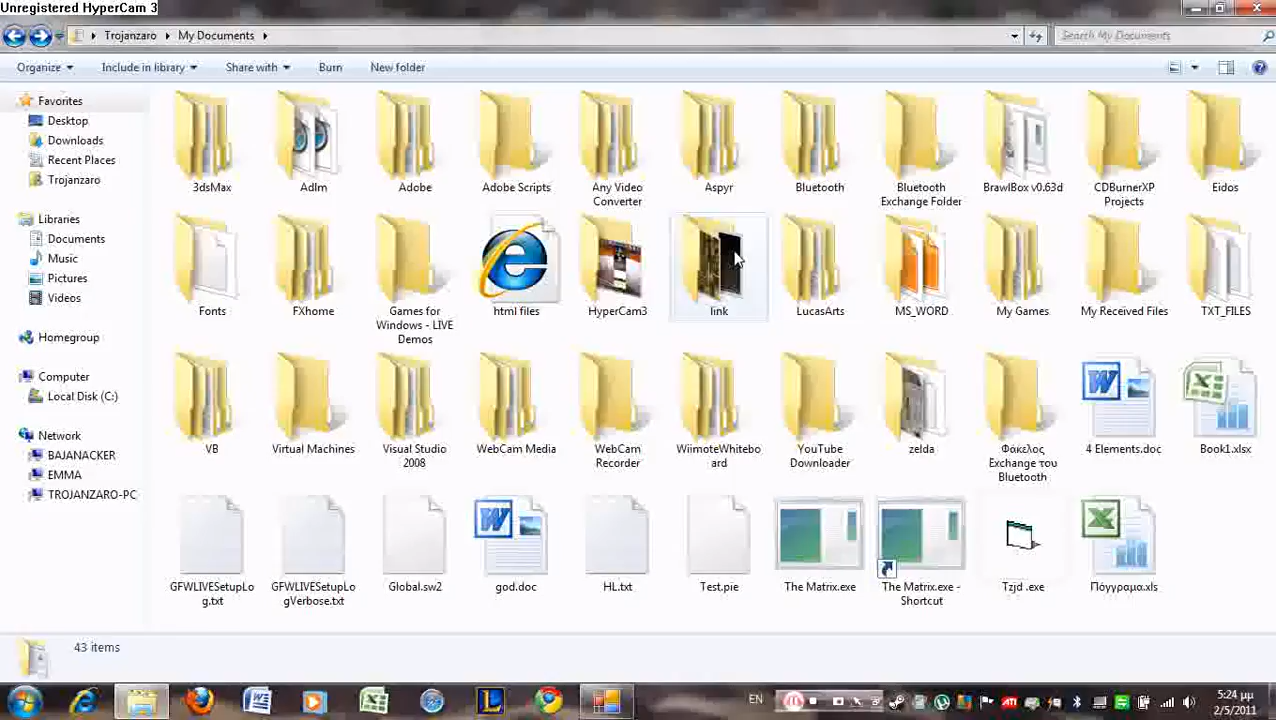 Unregistered HyperCam 3
Trojanzaro My Documents
Search My Documents
Organize Include in library Share with Burn New folder
Favorites
Desktop
Downloads
Recent Places
Trojanzaro
Libraries
Documents
Music
Pictures
Videos
Homegroup
Computer
Local Disk (C:)
Network
BAJANACKER
EMMA
TROJANZARO-PC
3dsMax
Adlm
Adobe
Adobe Scripts
Any Video
Converter
Aspyr
Bluetooth
Bluetooth
Exchange Folder
BrawlBox v0.63d
CDBurnerXP
Projects
Eidos
Fonts
FXhome
Games for
Windows - LIVE
Demos
html files
HyperCam3
link
LucasArts
MS_WORD
My Games
My Received Files
TXT_FILES
VB
Virtual Machines
Visual Studio
2008
WebCam Media
WebCam
Recorder
WiimoteWhitebo
ard
YouTube
Downloader
zelda
Φάκελος
Exchange του
Bluetooth
4 Elements.doc
Book1.xlsx
GFWLIVESetupLo
g.txt
GFWLIVESetupLo
gVerbose.txt
Global.sw2
god.doc
HL.txt
Test.pie
The Matrix.exe
The Matrix.exe -
Shortcut
Tzjd .exe
Πόγγραμα.xls
43 items
EN
5:24 μμ
2/5/2011